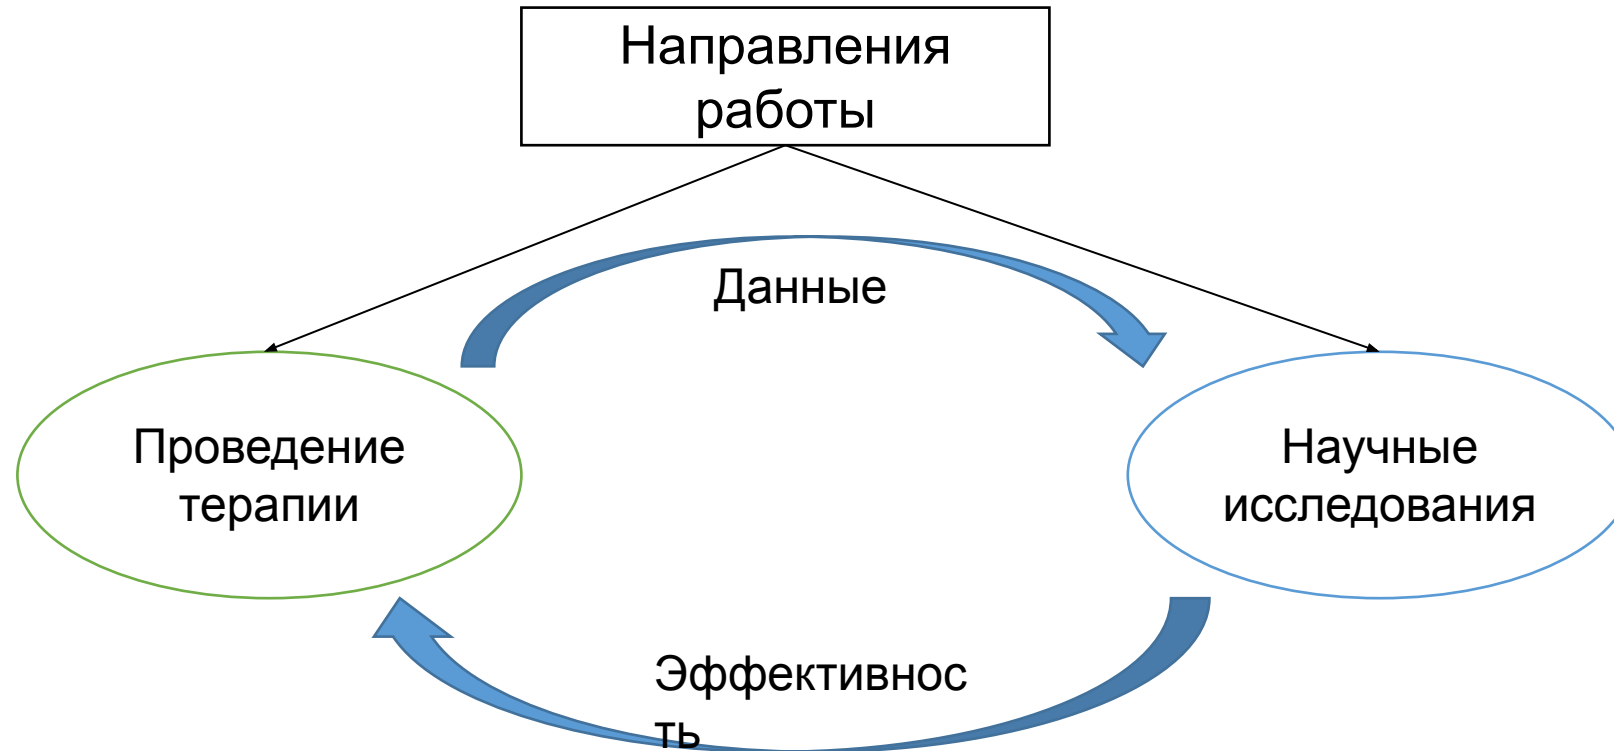 Направления
работы
Данные
Проведение
терапии
Научные
исследования
Эффективнос
ть